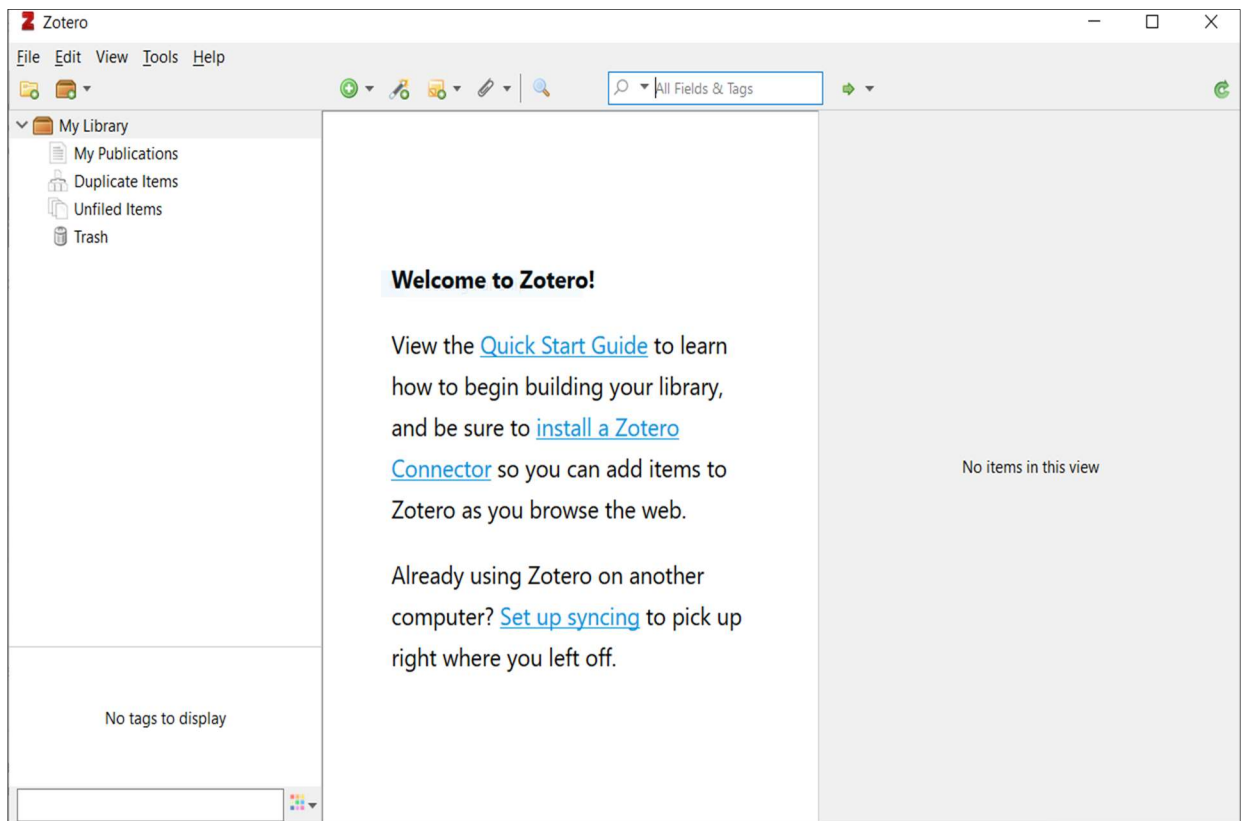 Zotero
File Edit View Tools Help
All Fields & Tags
My Library
My Publications
Duplicate Items
Unfiled Items
Trash
Welcome to Zotero!
View the Quick Start Guide to learn
how to begin building your library,
and be sure to install a Zotero
Connector so you can add items to
Zotero as you browse the web.
Already using Zotero on another
computer? Set up syncing to pick up
right where you left off.
No items in this view
No tags to display